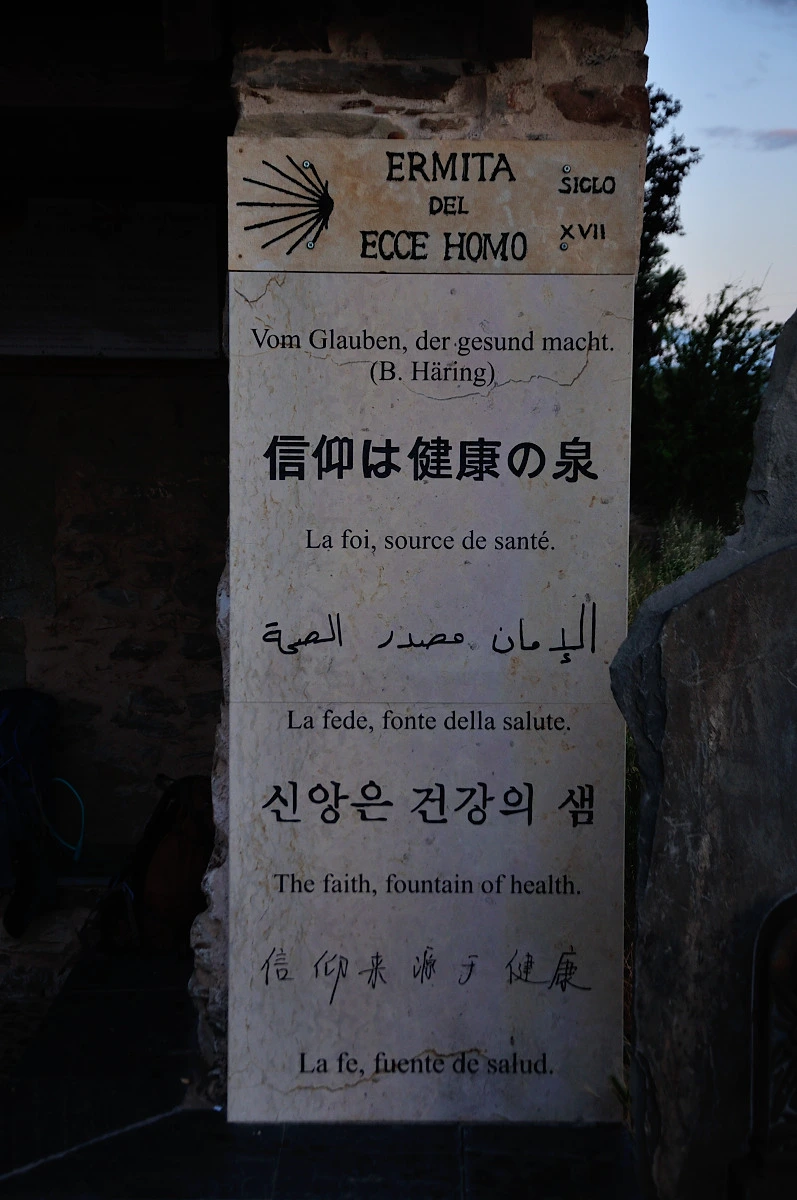 ERMITA
DEL
ECCE HOMO
SIGLO
XVII
Vom Glauben, der gesund macht.
(B. Häring)
信仰は健康の泉
La foi, source de santé.
الإمان مصدر الصحة
La fede, fonte della salute.
신앙은 건강의 샘
The faith, fountain of health.
信仰来源于健康
La fe, fuente de salud.